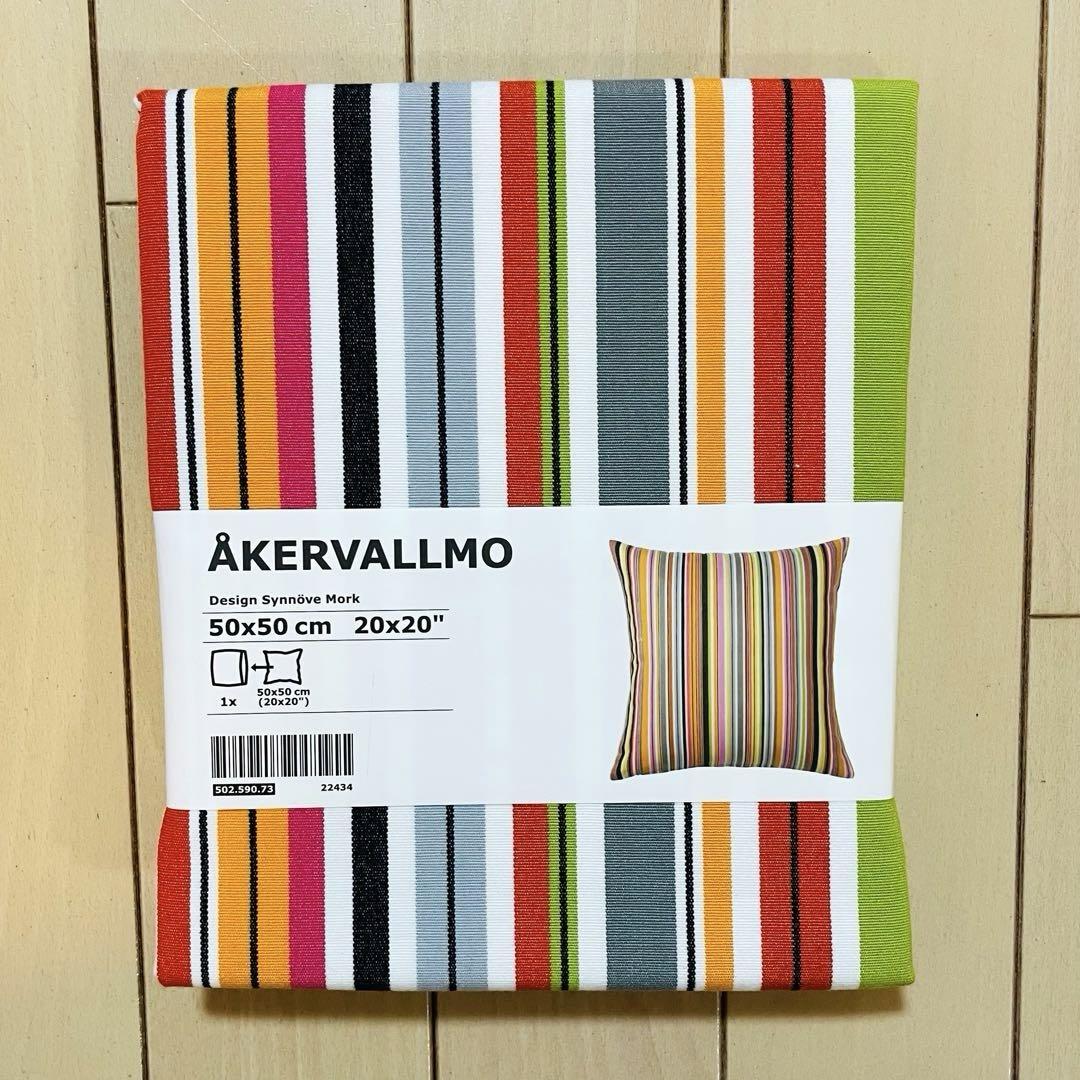 ÅKERVALLMO
Design Synnöve Mork
50x50 cm 20x20"
1x
50x50 cm
(20x20")
502.590.73 22434